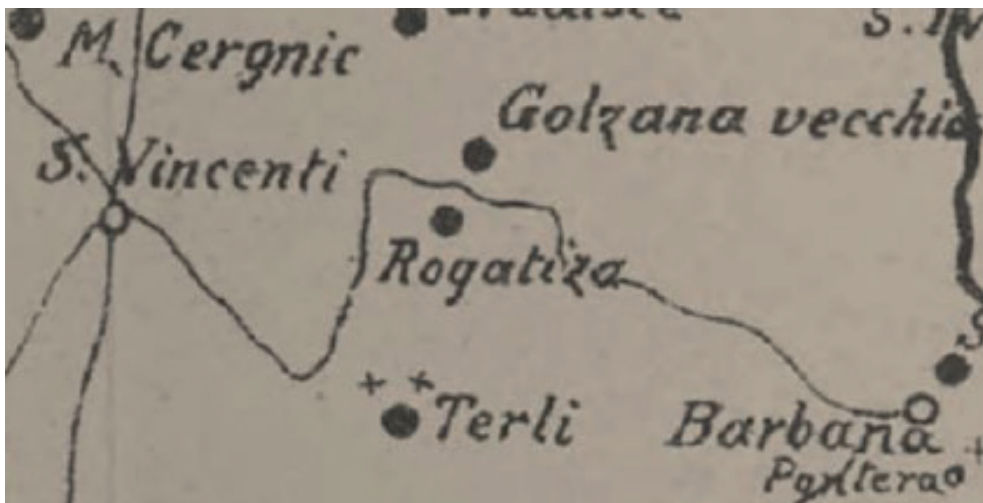 M. Cergnic
S.
Golzana vecchia
S. Vincenti
Rogatiza
Terli
Barbana